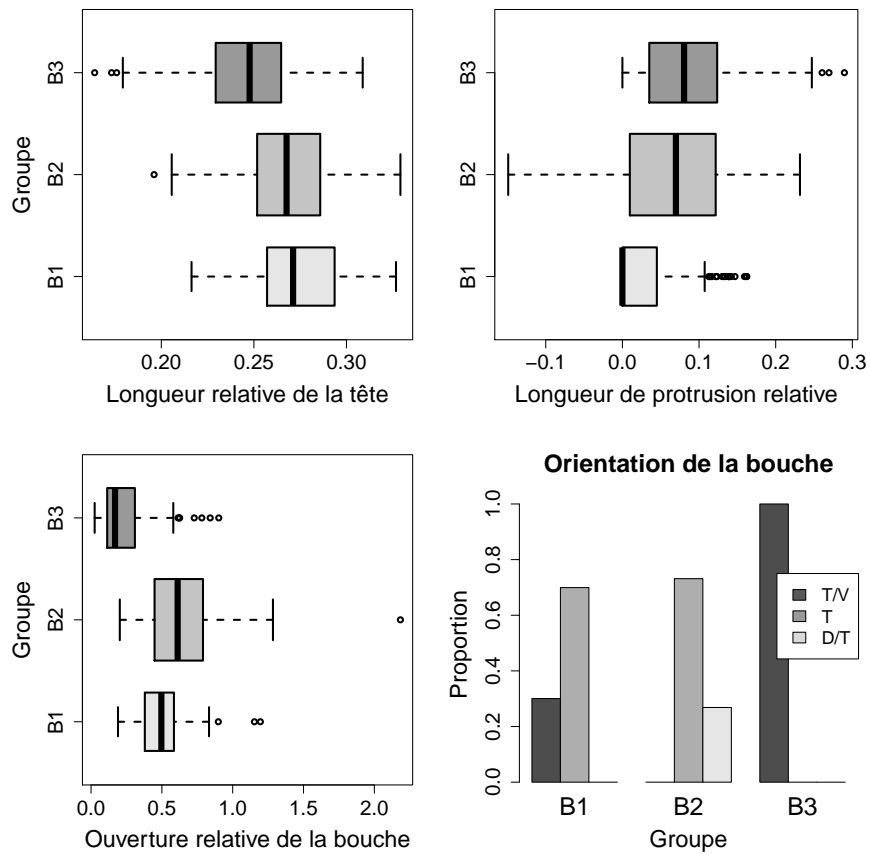 Groupe
B3
B2
B1
0.20 0.25 0.30
Longueur relative de la tête
B3
B2
B1
−0.1 0.0 0.1 0.2 0.3
Longueur de protrusion relative
Groupe
B3
B2
B1
0.0 0.5 1.0 1.5 2.0
Ouverture relative de la bouche
Orientation de la bouche
Proportion
1.0
0.8
0.6
0.4
0.2
0.0
T/V
T
D/T
B1 B2 B3
Groupe